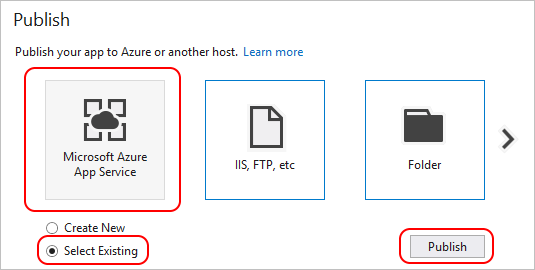 Publish
Publish your app to Azure or another host. Learn more
Microsoft Azure
App Service
IIS, FTP, etc
Folder
Create New
Select Existing
Publish